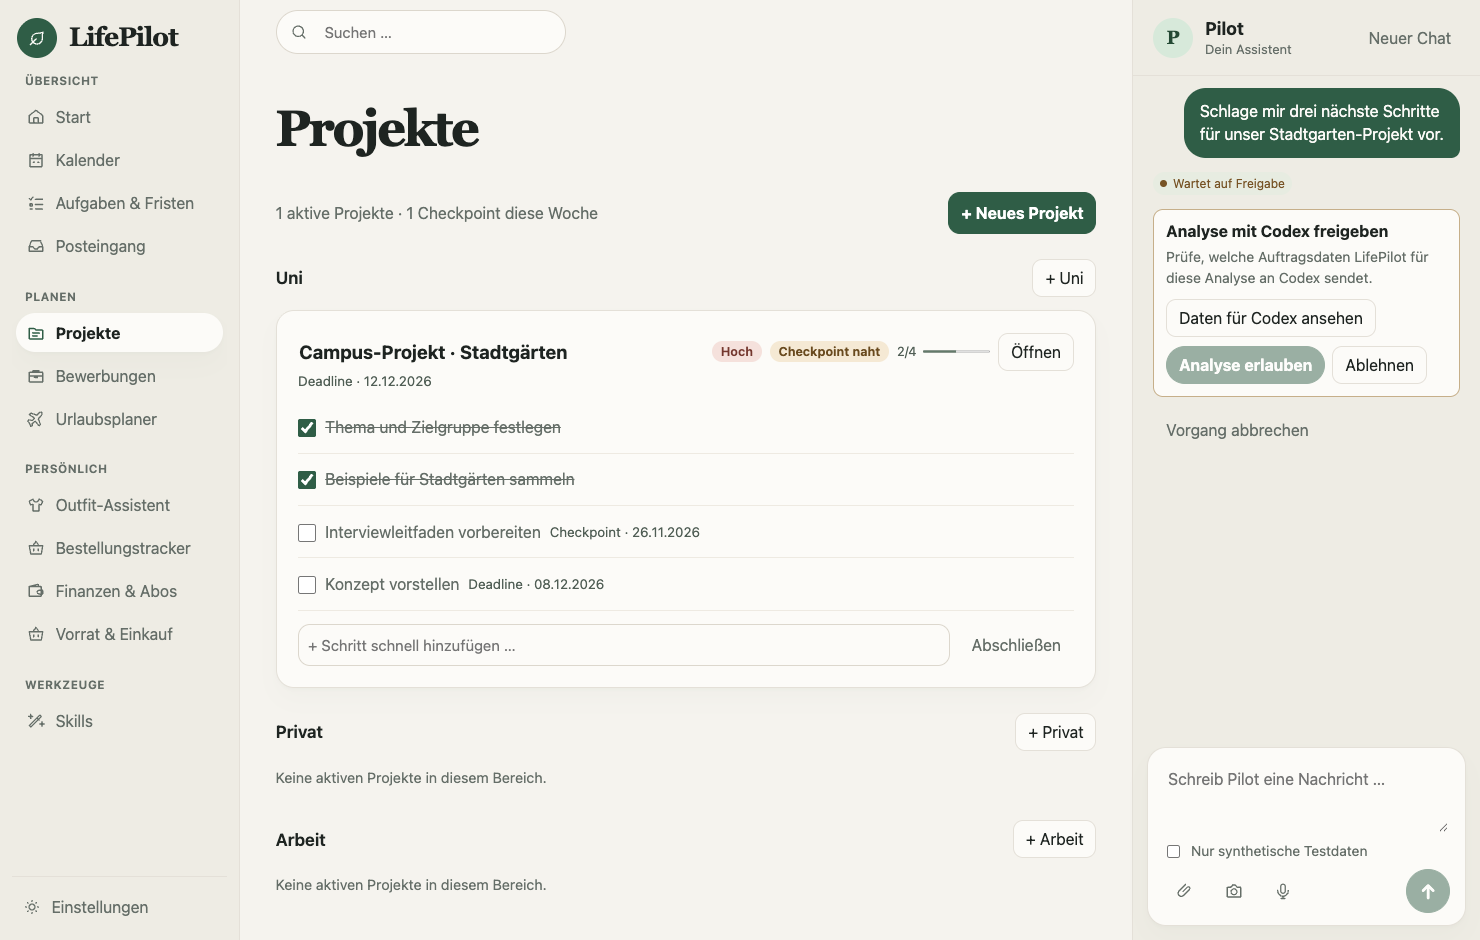 LifePilot
ÜBERSICHT
Start
Kalender
Aufgaben & Fristen
Posteingang
PLANEN
Projekte
Bewerbungen
Urlaubsplaner
PERSÖNLICH
Outfit-Assistent
Bestellungstracker
Finanzen & Abos
Vorrat & Einkauf
WERKZEUGE
Skills
Einstellungen
Suchen ...
Projekte
1 aktive Projekte · 1 Checkpoint diese Woche
+ Neues Projekt
Uni
+ Uni
Campus-Projekt · Stadtgärten
Hoch
Checkpoint naht
2/4
Öffnen
Deadline · 12.12.2026
Thema und Zielgruppe festlegen
Beispiele für Stadtgärten sammeln
Interviewleitfaden vorbereiten Checkpoint · 26.11.2026
Konzept vorstellen Deadline · 08.12.2026
+ Schritt schnell hinzufügen ...
Abschließen
Privat
+ Privat
Keine aktiven Projekte in diesem Bereich.
Arbeit
+ Arbeit
Keine aktiven Projekte in diesem Bereich.
P
Pilot
Dein Assistent
Neuer Chat
Schlage mir drei nächste Schritte
für unser Stadtgarten-Projekt vor.
Wartet auf Freigabe
Analyse mit Codex freigeben
Prüfe, welche Auftragsdaten LifePilot für
diese Analyse an Codex sendet.
Daten für Codex ansehen
Analyse erlauben
Ablehnen
Vorgang abbrechen
Schreib Pilot eine Nachricht ...
Nur synthetische Testdaten